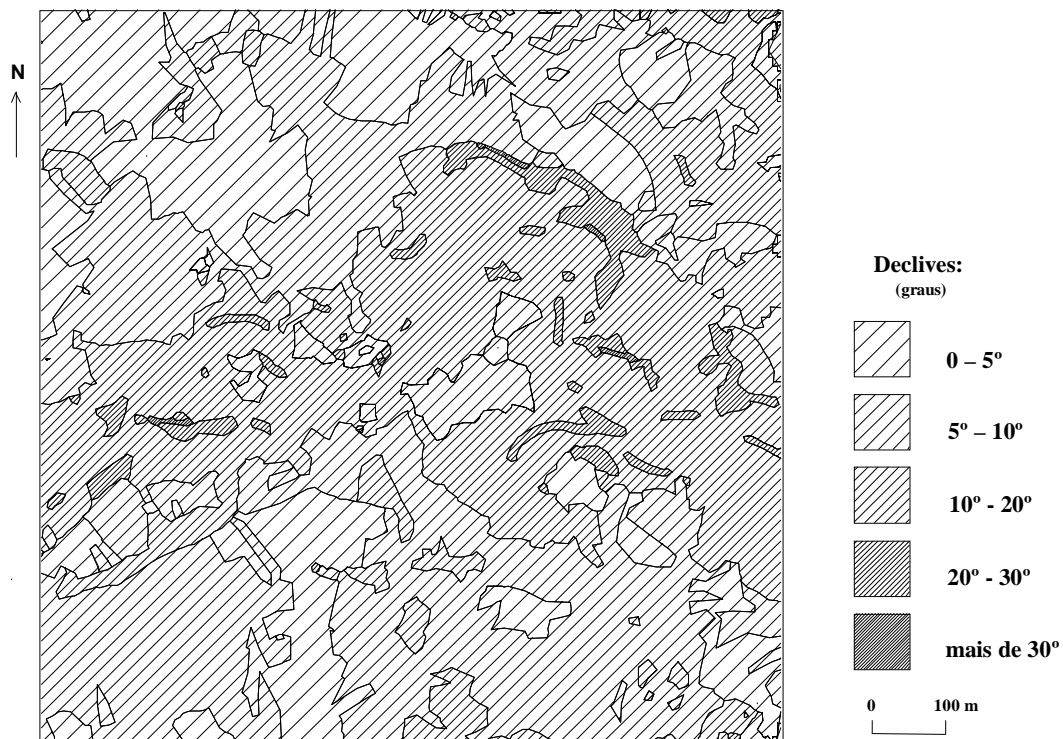 N
Declives:
(graus)
0 – 5º
5º – 10º
10º - 20º
20º - 30º
mais de 30º
0 100 m